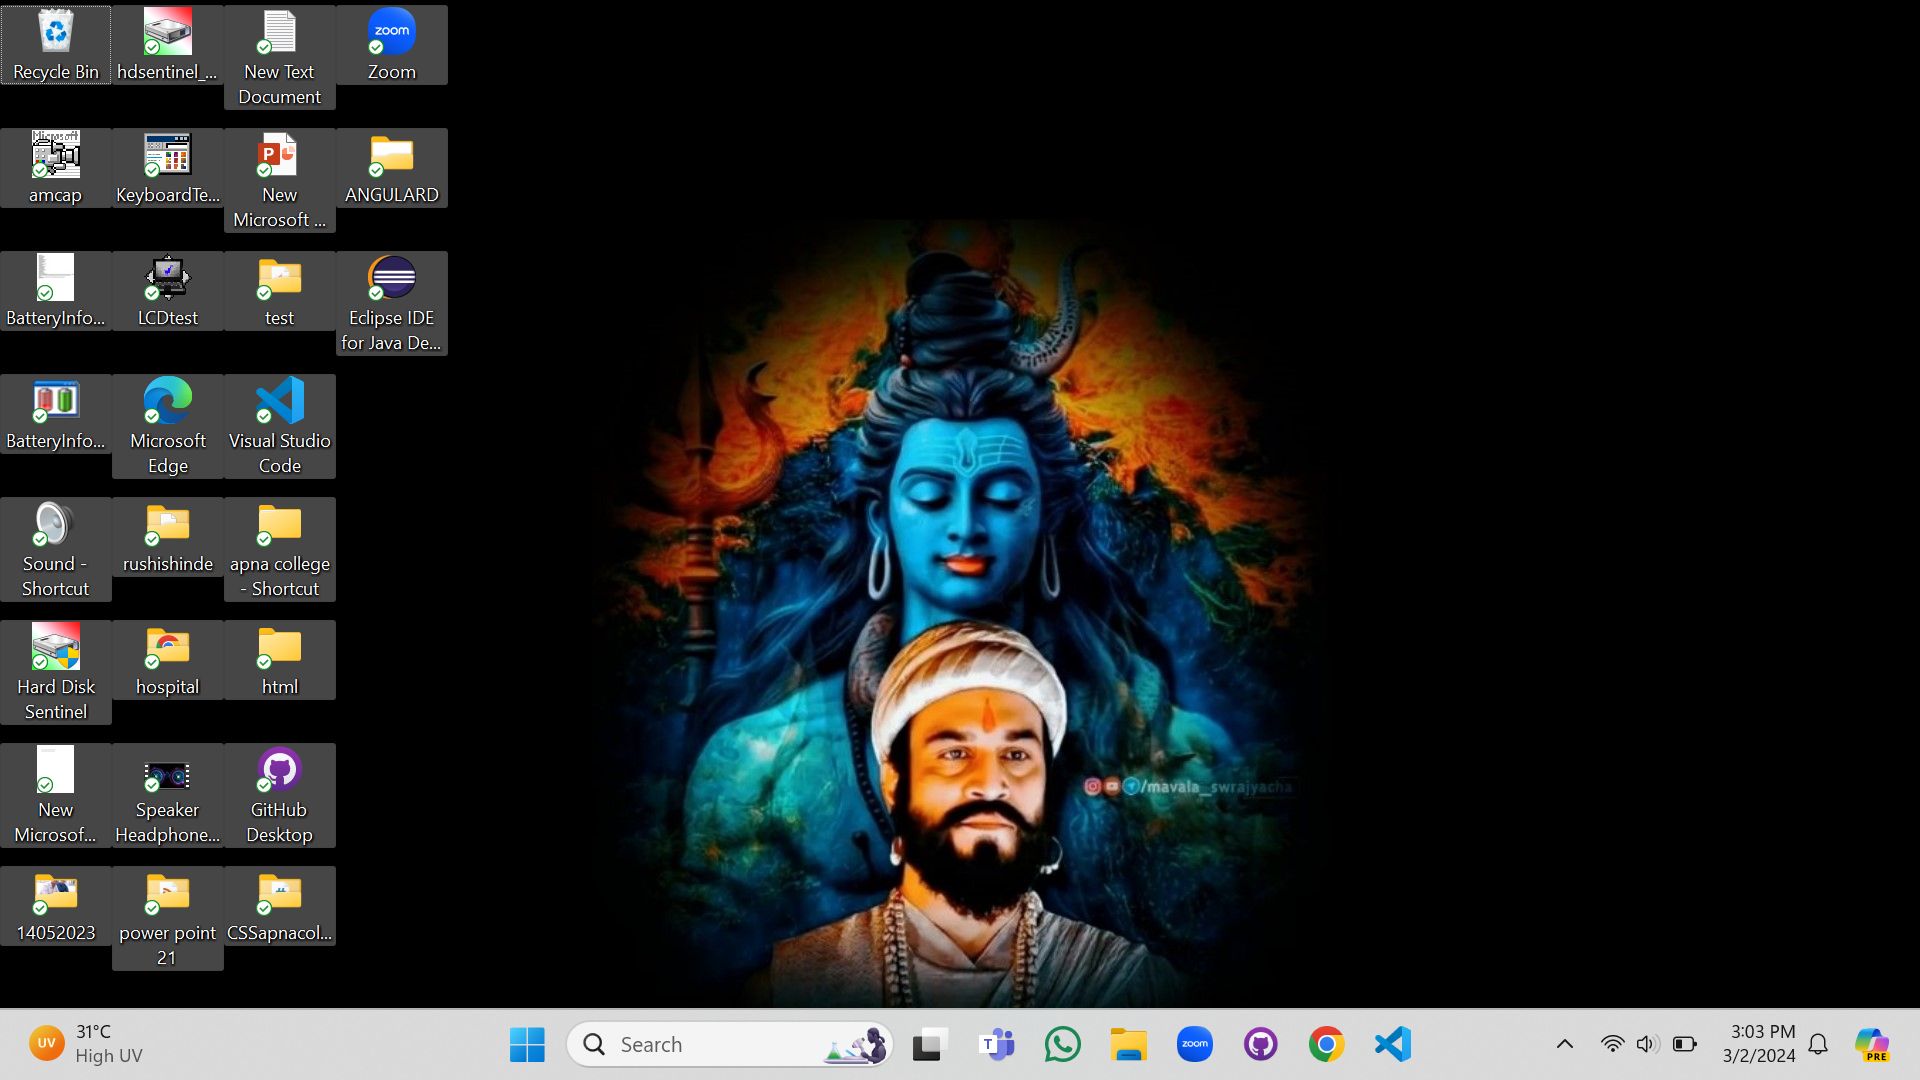 Recycle Bin
hdsentinel_...
New Text
Document
zoom
Zoom
Microsoft
amcap
KeyboardTe...
P
New
Microsoft ...
ANGULARD
BatteryInfo...
LCDtest
test
Eclipse IDE
for Java De...
BatteryInfo...
Microsoft
Edge
Visual Studio
Code
Sound -
Shortcut
rushishinde
apna college
- Shortcut
Hard Disk
Sentinel
hospital
html
New
Microsof...
Speaker
Headphone...
GitHub
Desktop
14052023
power point
21
CSSapnacol...
/mavala_swrajyacha
UV
31°C
High UV
Search
T
zoom
3:03 PM
3/2/2024
PRE